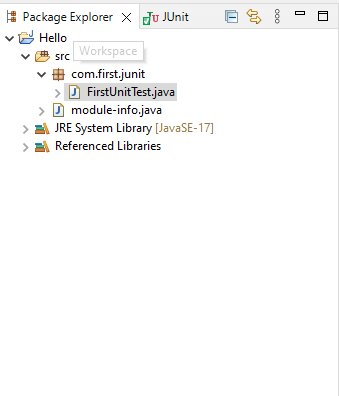 Package Explorer JUnit
Hello
Workspace
src
com.first.junit
FirstUnitTest.java
module-info.java
JRE System Library [JavaSE-17]
Referenced Libraries